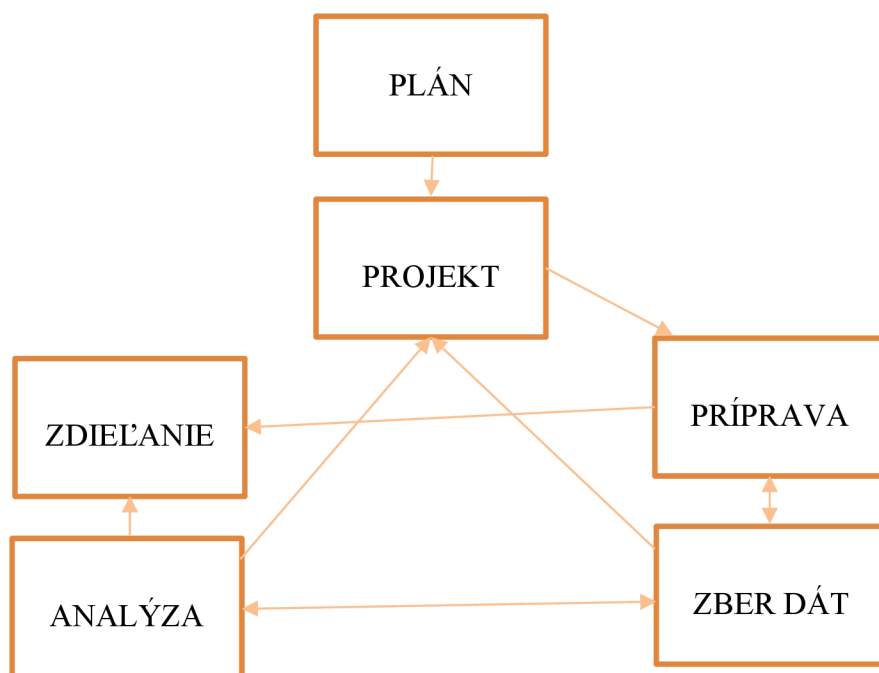 PLÁN
PROJEKT
PRÍPRAVA
ZDIEĽANIE
ZBER DÁT
ANALÝZA